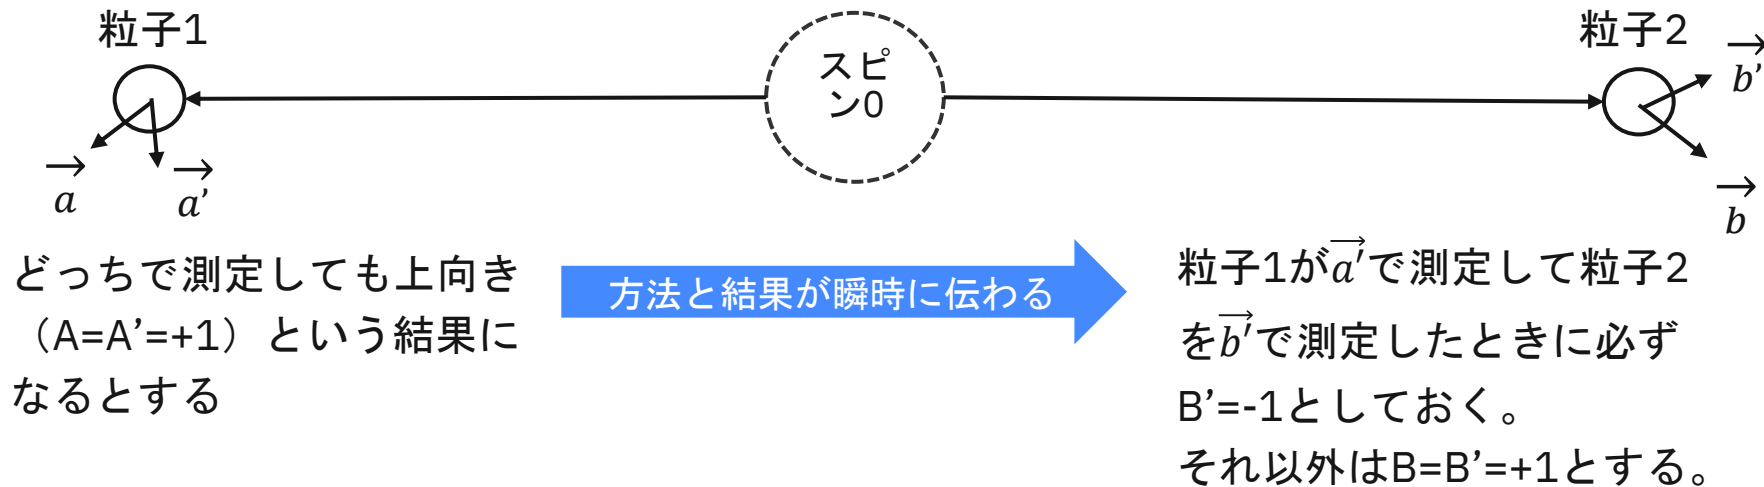 粒子1
スピ
ン0
粒子2
b’
a
a’
b
どっちで測定しても上向き
（A=A’=+1）という結果に
なるとする
方法と結果が瞬時に伝わる
粒子1がa′で測定して粒子2
をb′で測定したときに必ず
B’=-1としておく。
それ以外はB=B’=+1とする。